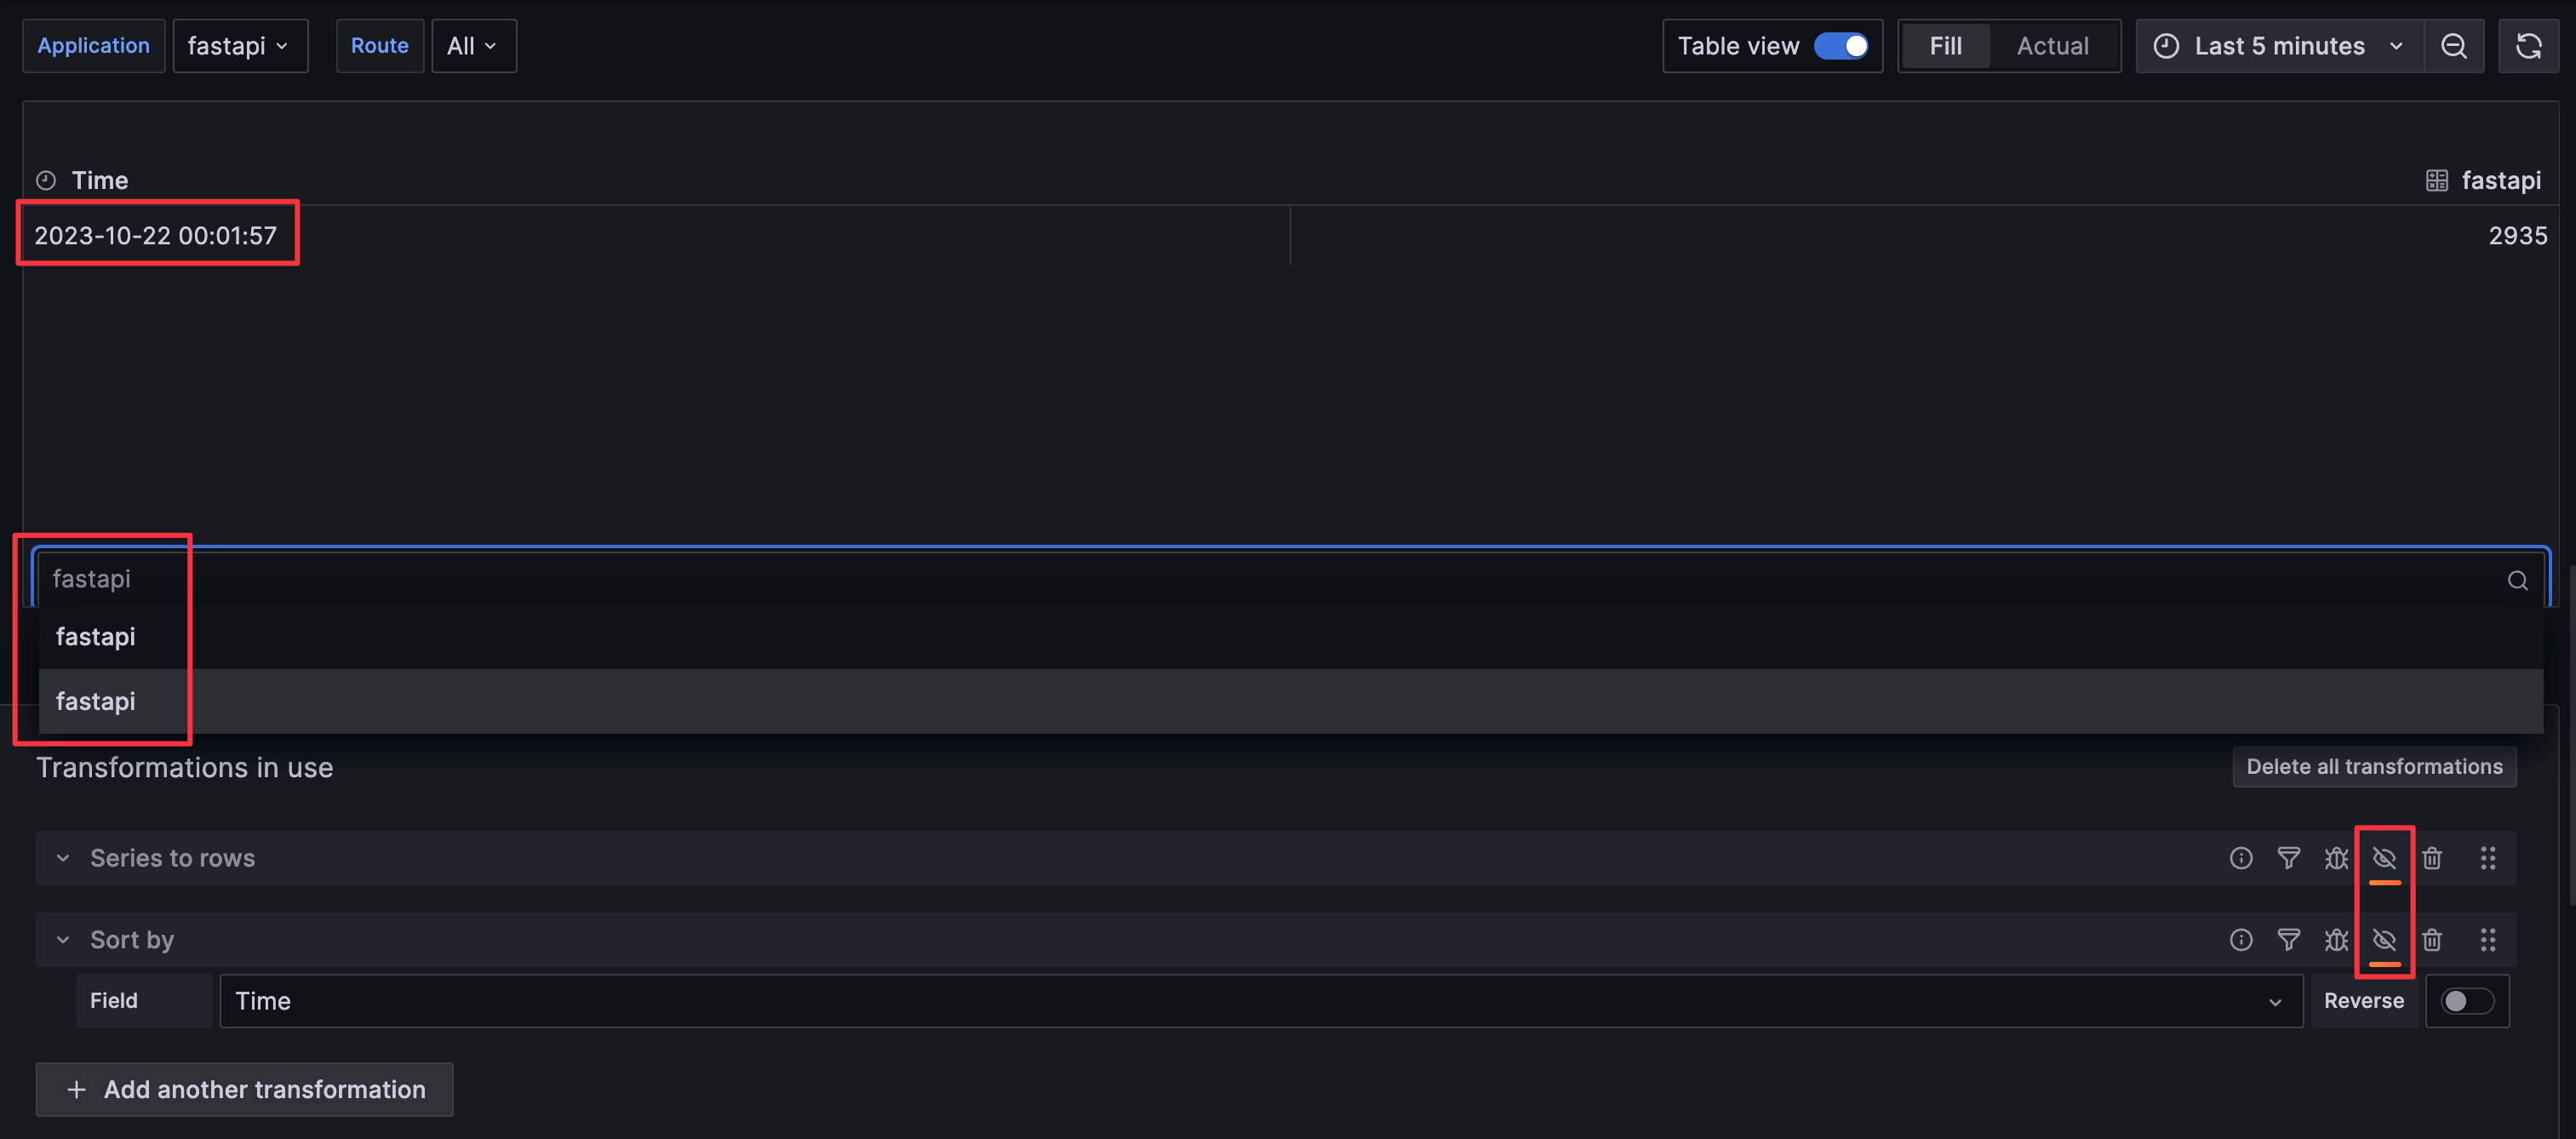 Application fastapi Route All Table view Fill Actual Last 5 minutes
Time fastapi
2023-10-22 00:01:57 2935
fastapi
fastapi
fastapi
Transformations in use Delete all transformations
Series to rows
Sort by
Field Time Reverse
Add another transformation